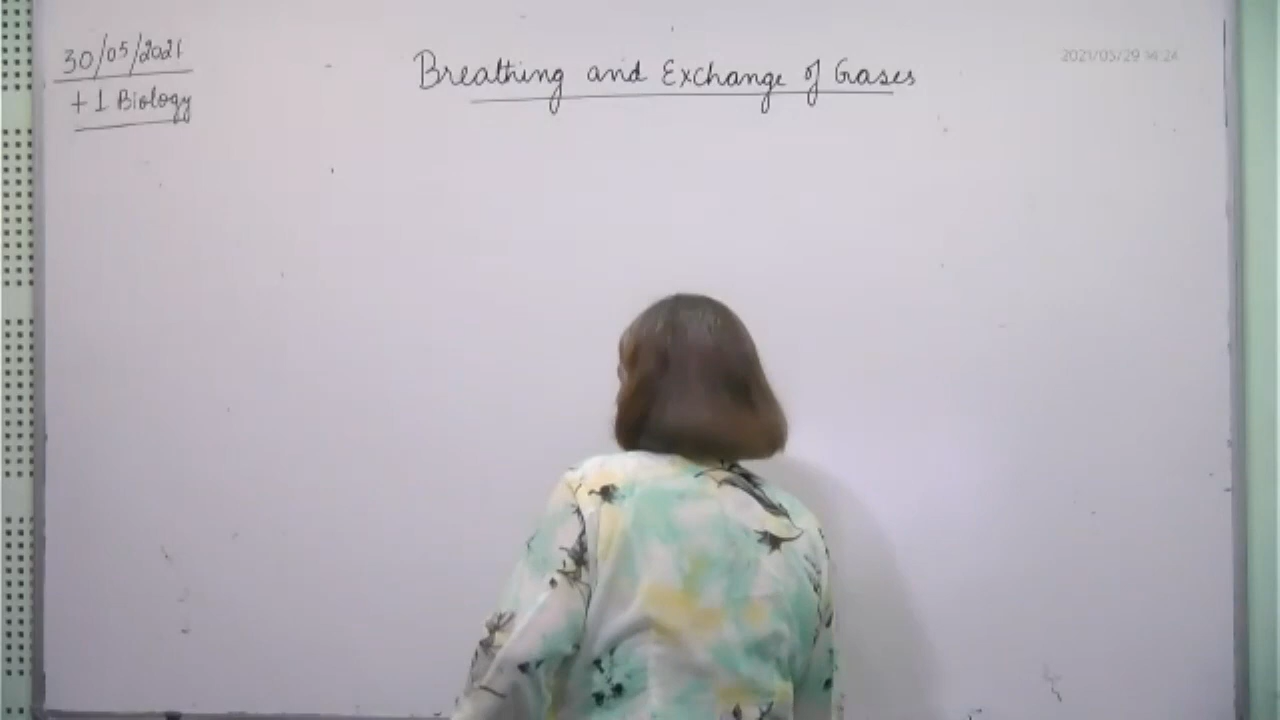 30/05/2021
+1 Biology
Breathing and Exchange of Gases
2021/05/29 14:24